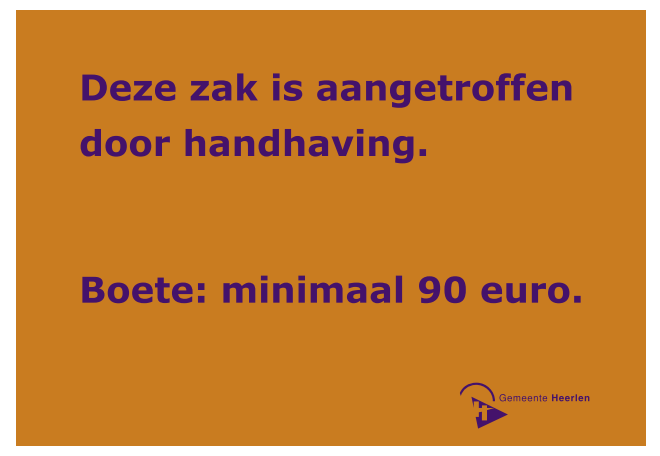 Deze zak is aangetroffen
door handhaving.
Boete: minimaal 90 euro.
Gemeente Heerlen